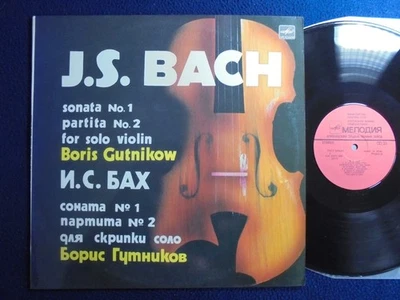 J.S. BACH
sonata No.1
partita No.2
for solo violin
Boris Gutnikow
И.С. БАХ
соната № 1
партита № 2
для скрипки соло
Борис Гутников
МЕЛОДИЯ